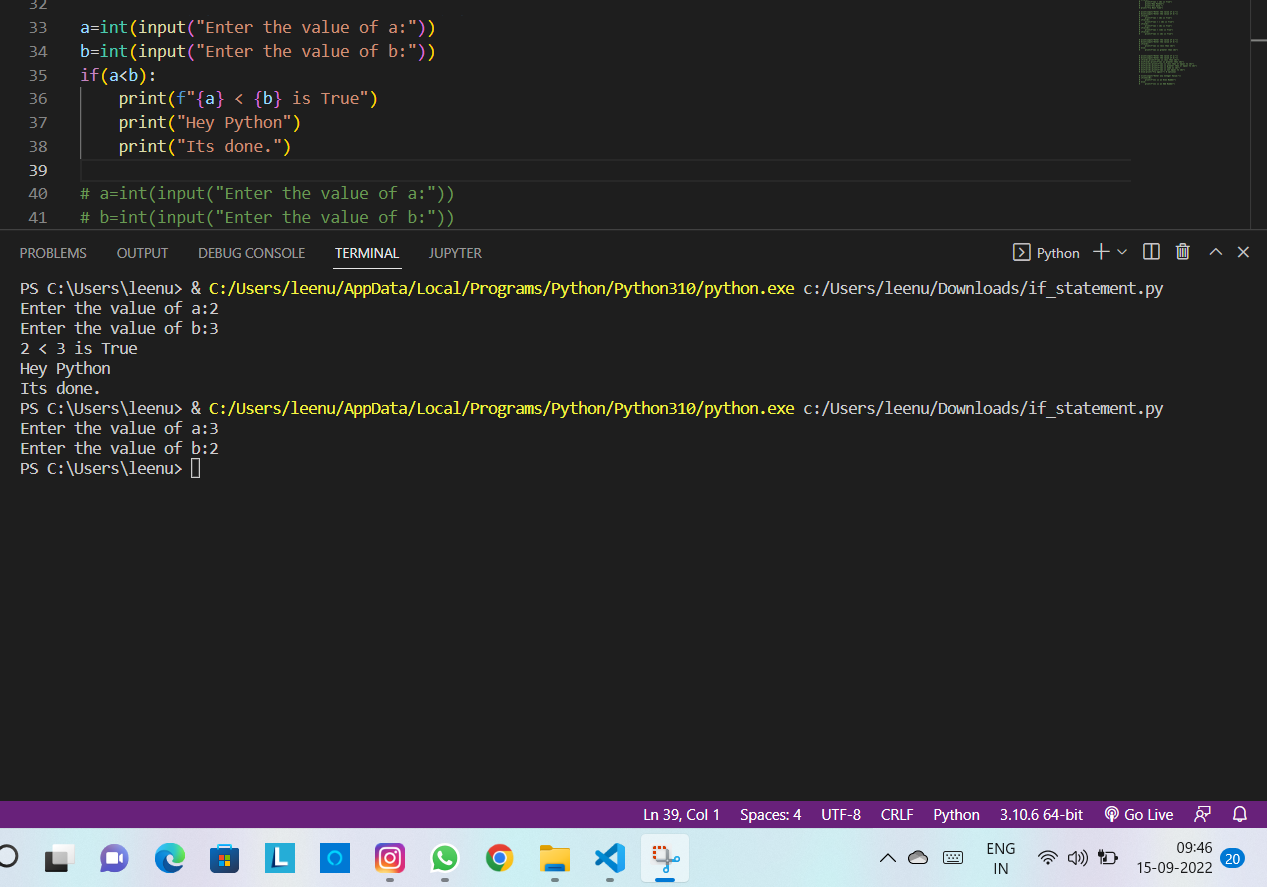 32
33 a=int(input("Enter the value of a:"))
34 b=int(input("Enter the value of b:"))
35 if(a<b):
36     print(f"{a} < {b} is True")
37     print("Hey Python")
38     print("Its done.")
39
40 # a=int(input("Enter the value of a:"))
41 # b=int(input("Enter the value of b:"))
PROBLEMS OUTPUT DEBUG CONSOLE TERMINAL JUPYTER Python
PS C:\Users\leenu> & C:/Users/leenu/AppData/Local/Programs/Python/Python310/python.exe c:/Users/leenu/Downloads/if_statement.py
Enter the value of a:2
Enter the value of b:3
2 < 3 is True
Hey Python
Its done.
PS C:\Users\leenu> & C:/Users/leenu/AppData/Local/Programs/Python/Python310/python.exe c:/Users/leenu/Downloads/if_statement.py
Enter the value of a:3
Enter the value of b:2
PS C:\Users\leenu>
Ln 39, Col 1 Spaces: 4 UTF-8 CRLF Python 3.10.6 64-bit Go Live
L
ENG
IN
09:46
15-09-2022
20